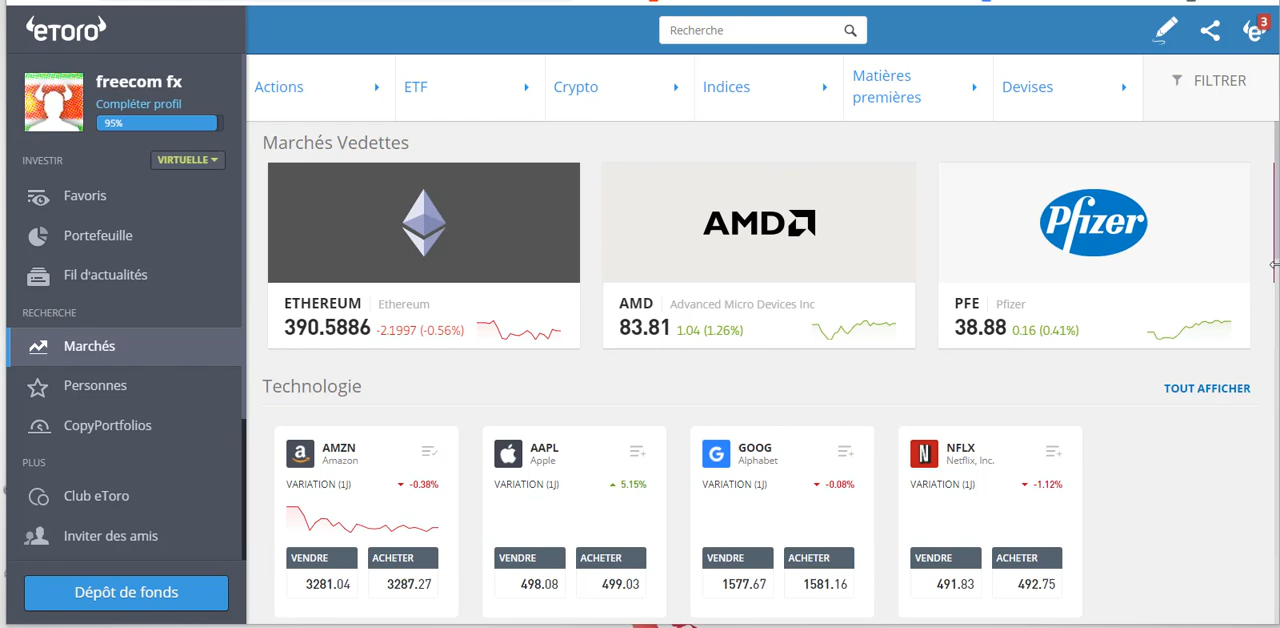 eToro
Recherche
3
freecom fx
Compléter profil
95%
INVESTIR
VIRTUELLE
Favoris
Portefeuille
Fil d'actualités
RECHERCHE
Marchés
Personnes
CopyPortfolios
PLUS
Club eToro
Inviter des amis
Dépôt de fonds
Actions
ETF
Crypto
Indices
Matières
premières
Devises
FILTRER
Marchés Vedettes
ETHEREUM Ethereum
390.5886 -2.1997 (-0.56%)
AMD
AMD Advanced Micro Devices Inc
83.81 1.04 (1.26%)
Pfizer
PFE Pfizer
38.88 0.16 (0.41%)
Technologie
TOUT AFFICHER
a
AMZN
Amazon
VARIATION (1J) -0.38%
VENDRE ACHETER
3281.04 3287.27
AAPL
Apple
VARIATION (1J) 5.15%
VENDRE ACHETER
498.08 499.03
G
GOOG
Alphabet
VARIATION (1J) -0.08%
VENDRE ACHETER
1577.67 1581.16
N
NFLX
Netflix, Inc.
VARIATION (1J) -1.12%
VENDRE ACHETER
491.83 492.75